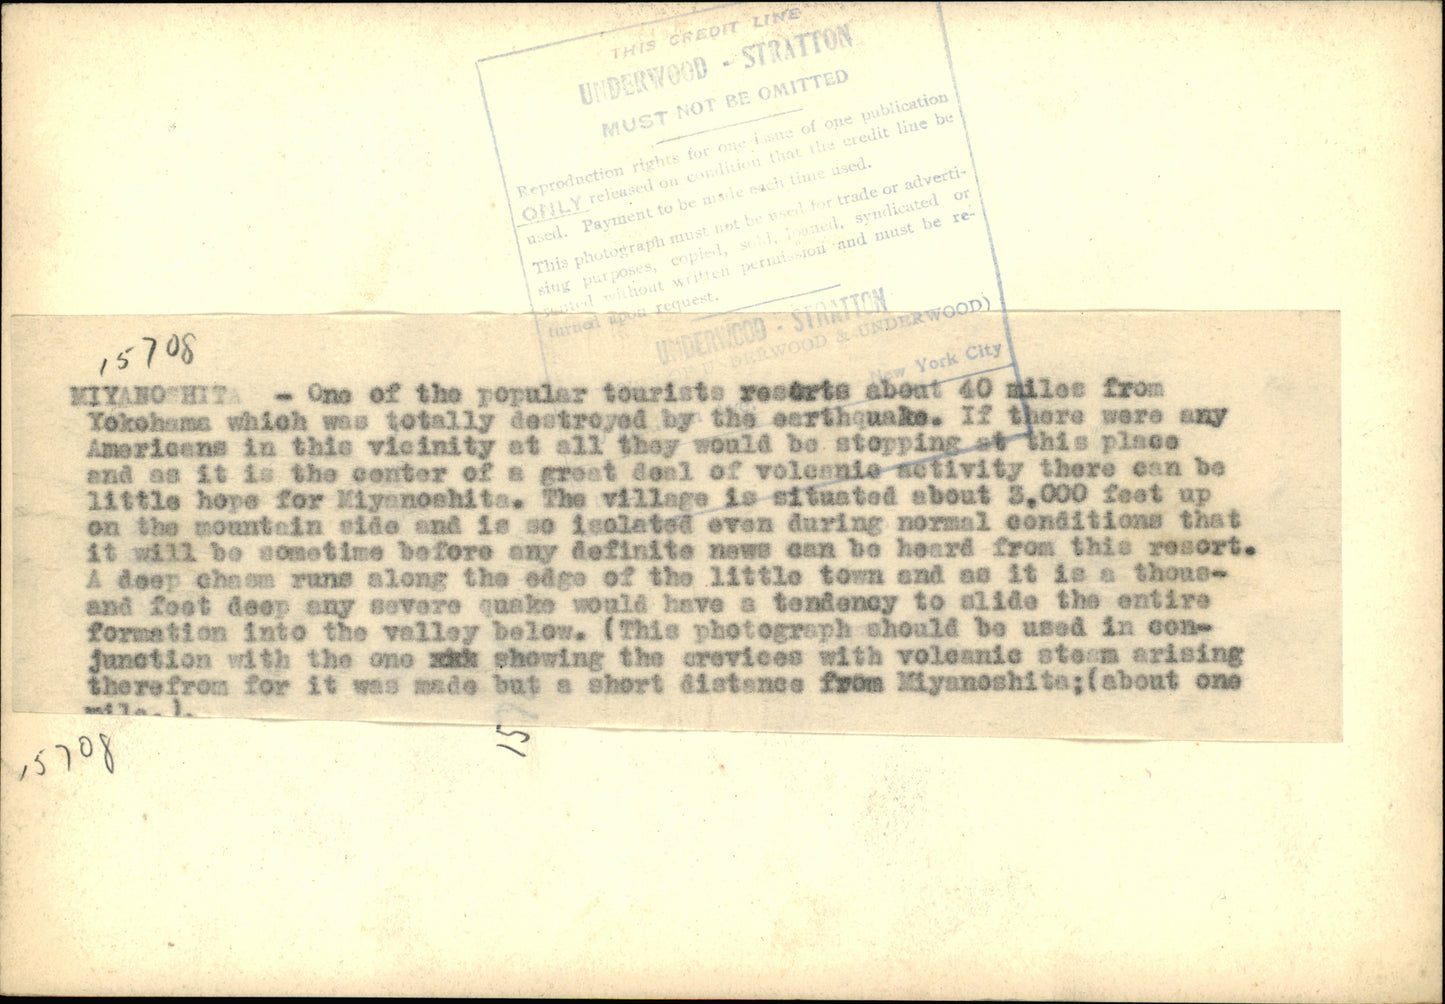 THIS CREDIT LINE
UNDERWOOD - STRATTON
MUST NOT BE OMITTED
Reproduction rights for one issue of one publication
ONLY released on condition that the credit line be
used. Payment to be made each time used.
This photograph must not be used for trade or adverti-
sing purposes, copied, sold, loaned, syndicated or
without written permission and must be re-
turned upon request.
UNDERWOOD - STRATTON
UNDERWOOD & UNDERWOOD)
New York City
15708
MIYANOSHITA - One of the popular tourists resorts about 40 miles from
Yokohama which was totally destroyed by the earthquake. If there were any
Americans in this vicinity at all they would be stopping at this place
and as it is the center of a great deal of volcanic activity there can be
little hope for Miyanoshita. The village is situated about 3,000 feet up
on the mountain side and is so isolated even during normal conditions that
it will be sometime before any definite news can be heard from this resort.
A deep chasm runs along the edge of the little town and as it is a thous-
and feet deep any severe quake would have a tendency to slide the entire
formation into the valley below. (This photograph should be used in con-
junction with the one xxx showing the crevices with volcanic steam arising
therefrom for it was made but a short distance from Miyanoshita;(about one
mile.).
15708
15